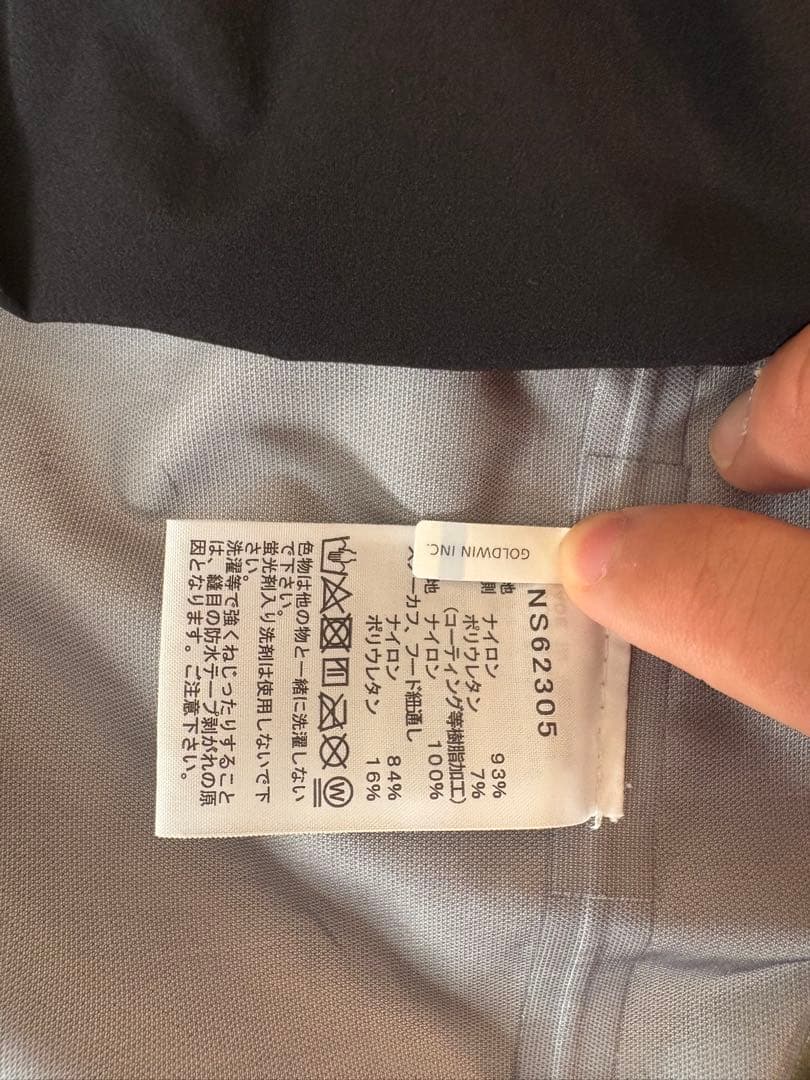 GOLDWIN INC.
NS62305
地
側
ナイロン 93%
ポリウレタン 7%
(コーティング等樹脂加工)
地 ナイロン 100%
ーカフ、フード紐通し
ナイロン 84%
ポリウレタン 16%
W
色物は他の物と一緒に洗濯しない
で下さい。
蛍光剤入り洗剤は使用しないで下
さい。
洗濯等で強くねじったりすること
は、縫目の防水テープ剥がれの原
因となります。ご注意下さい。